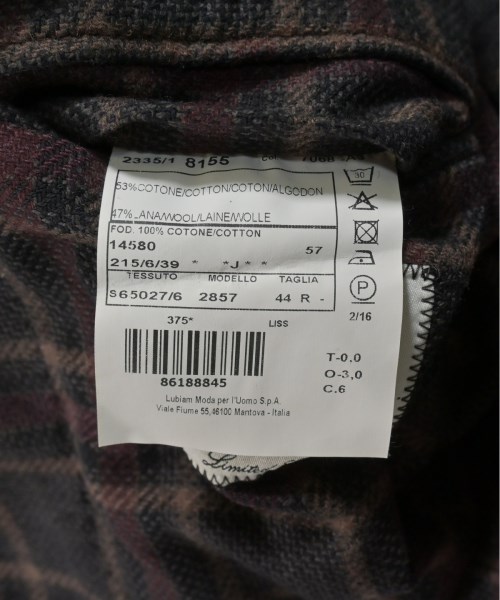 2335/1 8155
53%COTONE/COTTON/COTON/ALGODON
47%LANA/WOOL/LAINE/WOLLE
FOD. 100% COTONE/COTTON
14580 57
215/6/39 * *J* *
TESSUTO MODELLO TAGLIA
S65027/6 2857 44 R -
30
P
2/16
375* LISS
86188845
T-0,0
O-3,0
C.6
Lubiam Moda per l'Uomo S.p.A.
Viale Fiume 55, 46100 Mantova - Italia